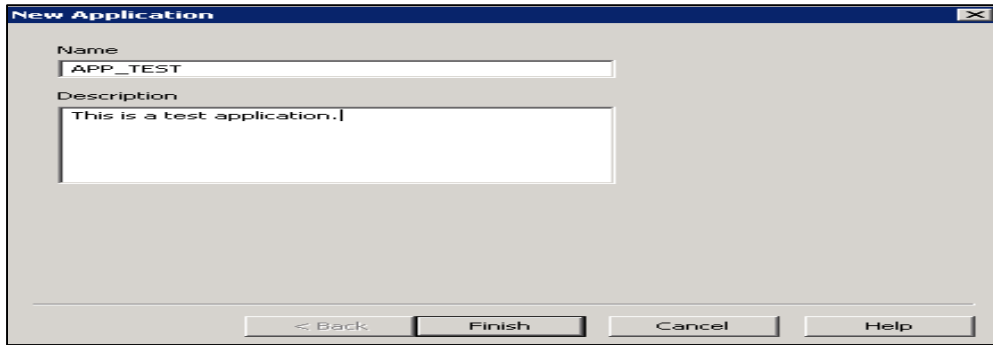 New Application
Name
APP_TEST
Description
This is a test application.
< Back Finish Cancel Help